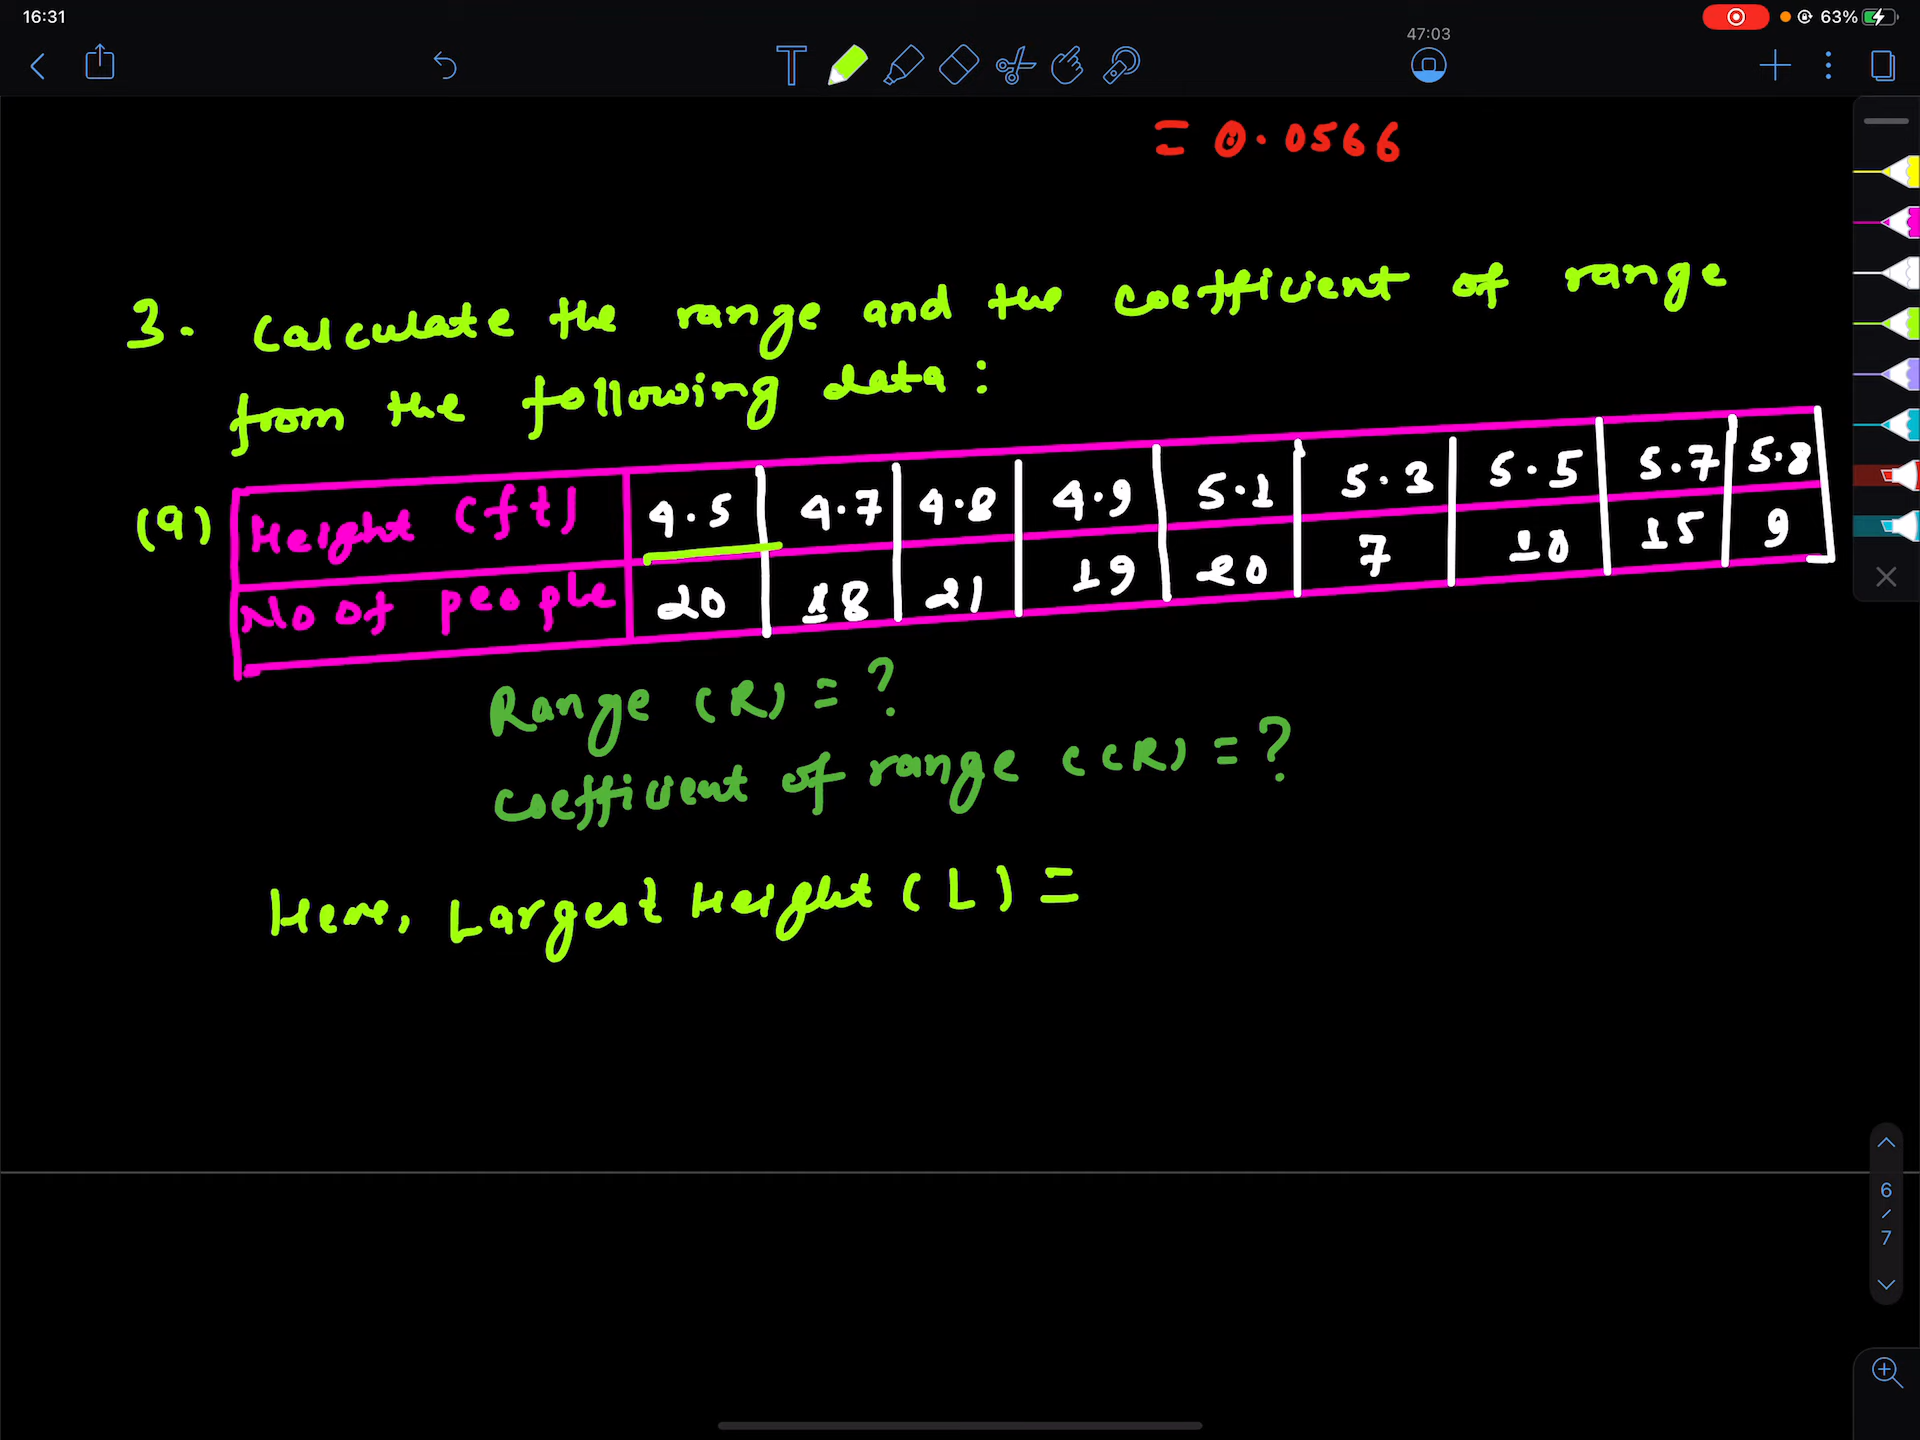 16:31
63%
47:03
= 0.0566
3. Calculate the range and the coefficient of range
from the following data:
(a) Height (ft) 4.5 4.7 4.8 4.9 5.1 5.3 5.5 5.7 5.8
No of people 20 18 21 19 20 7 10 15 9
Range (R) = ?
coefficient of range (CR) = ?
Here, Largest Height (L) =
6
/
7